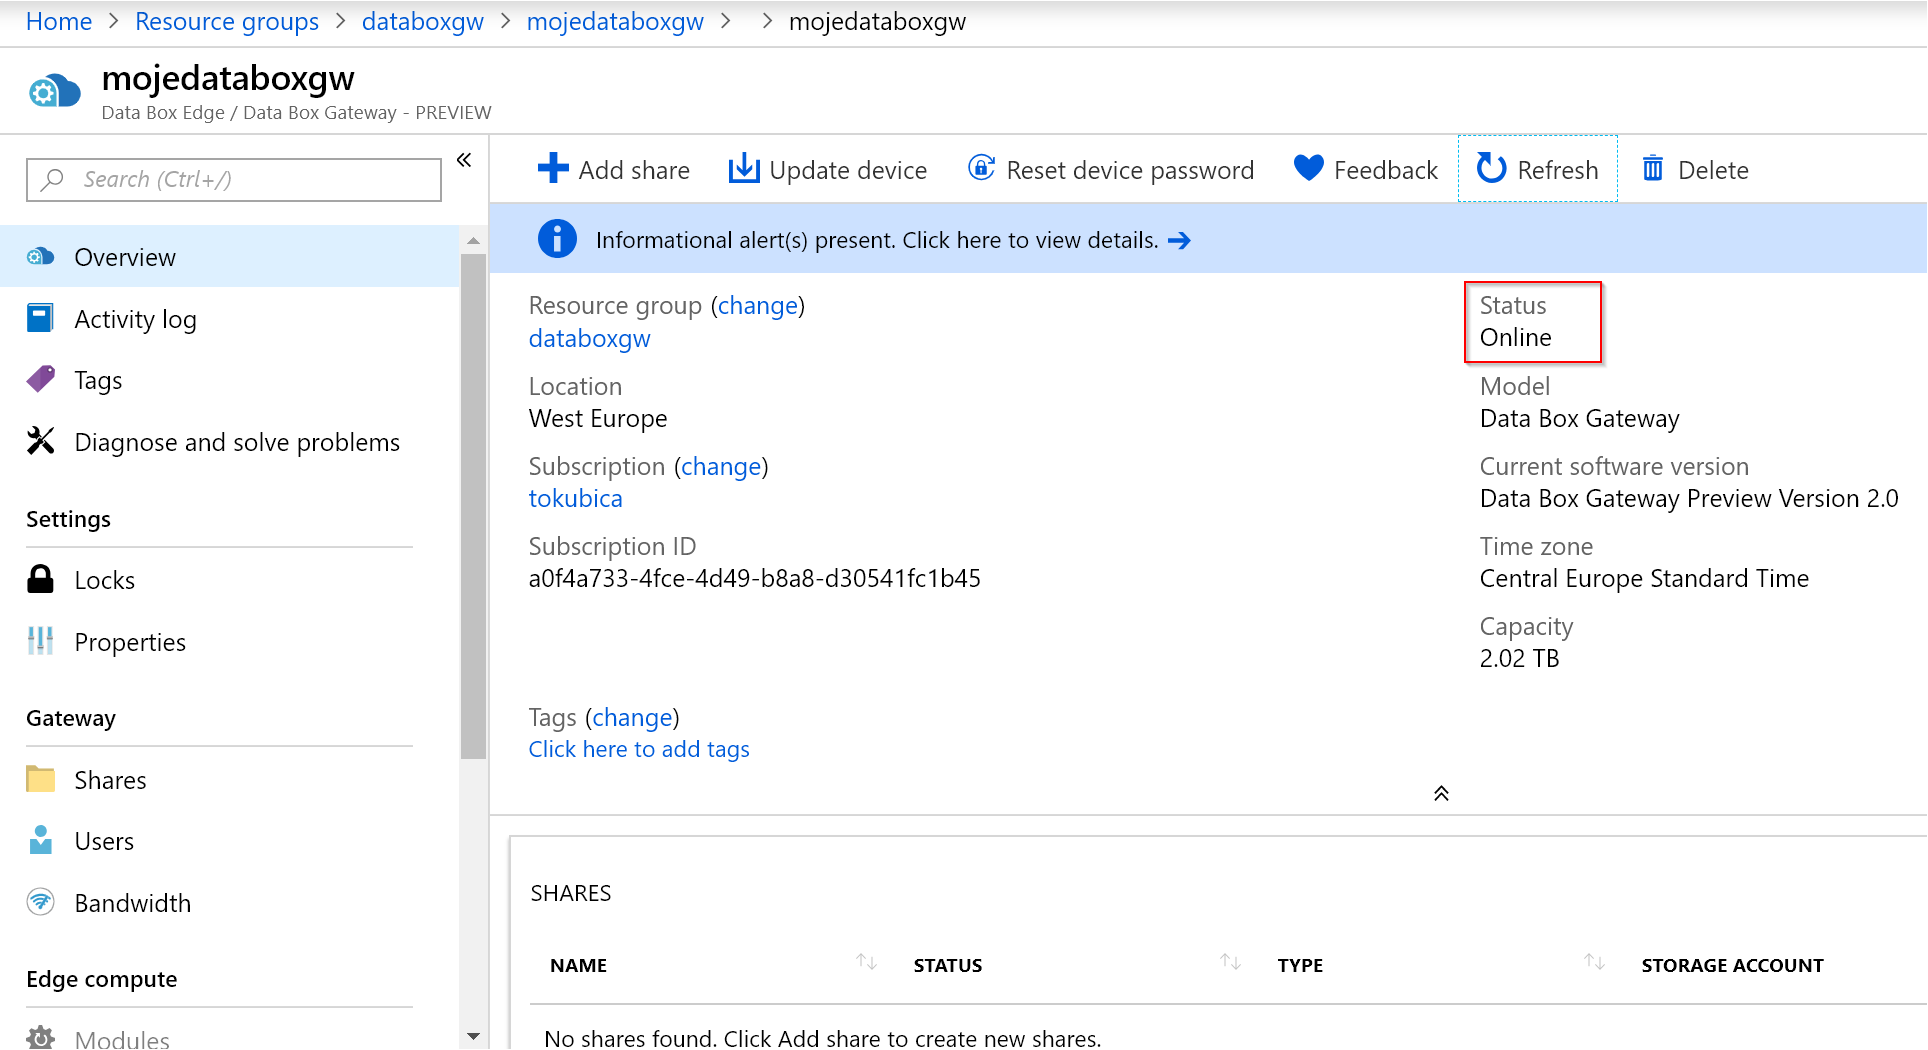 Home > Resource groups > databoxgw > mojedataboxgw > > mojedataboxgw
mojedataboxgw
Data Box Edge / Data Box Gateway - PREVIEW
Search (Ctrl+/)
«
Overview
Activity log
Tags
Diagnose and solve problems
Settings
Locks
Properties
Gateway
Shares
Users
Bandwidth
Edge compute
Modules
Add share
Update device
Reset device password
Feedback
Refresh
Delete
Informational alert(s) present. Click here to view details. →
Resource group (change)
databoxgw
Location
West Europe
Subscription (change)
tokubica
Subscription ID
a0f4a733-4fce-4d49-b8a8-d30541fc1b45
Status
Online
Model
Data Box Gateway
Current software version
Data Box Gateway Preview Version 2.0
Time zone
Central Europe Standard Time
Capacity
2.02 TB
Tags (change)
Click here to add tags
SHARES
NAME STATUS TYPE STORAGE ACCOUNT
No shares found. Click Add share to create new shares.